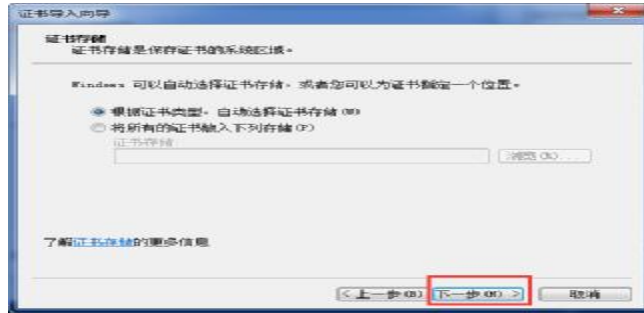 证书导入向导
证书存储
证书存储是保存证书的系统区域。
Windows 可以自动选择证书存储，或者您可以为证书指定一个位置。
根据证书类型，自动选择证书存储(U)
将所有的证书放入下列存储(P)
证书存储:
浏览(R)...
了解证书存储的更多信息
< 上一步(B) 下一步(N) > 取消